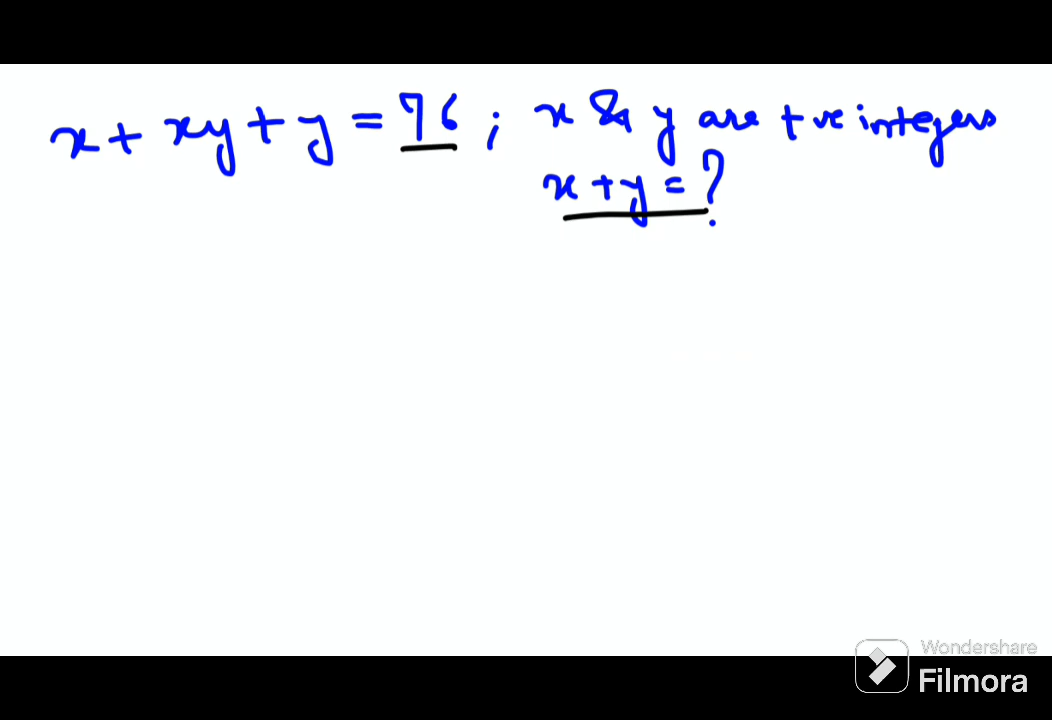 x + xy + y = 76 ; x & y are +ve integers
x + y = ?
Wondershare
Filmora